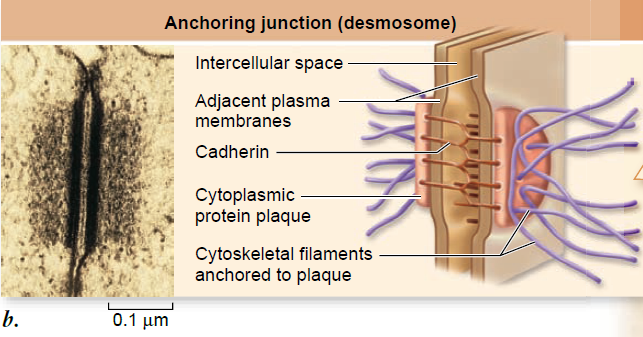 Anchoring junction (desmosome)
Intercellular space
Adjacent plasma
membranes
Cadherin
Cytoplasmic
protein plaque
Cytoskeletal filaments
anchored to plaque
b.
0.1 μm